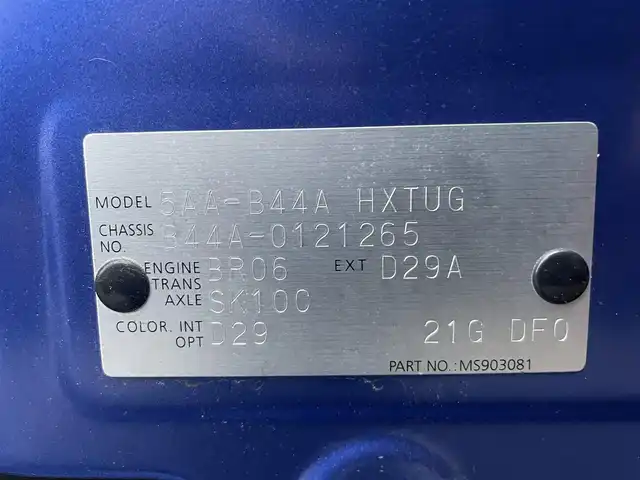 MODEL 5AA-B44A HXTUG
CHASSIS NO. B44A-0121265
ENGINE BR06 EXT D29A
TRANS AXLE SK10C
COLOR. INT OPT D29 21G DF0
PART NO.:MS903081